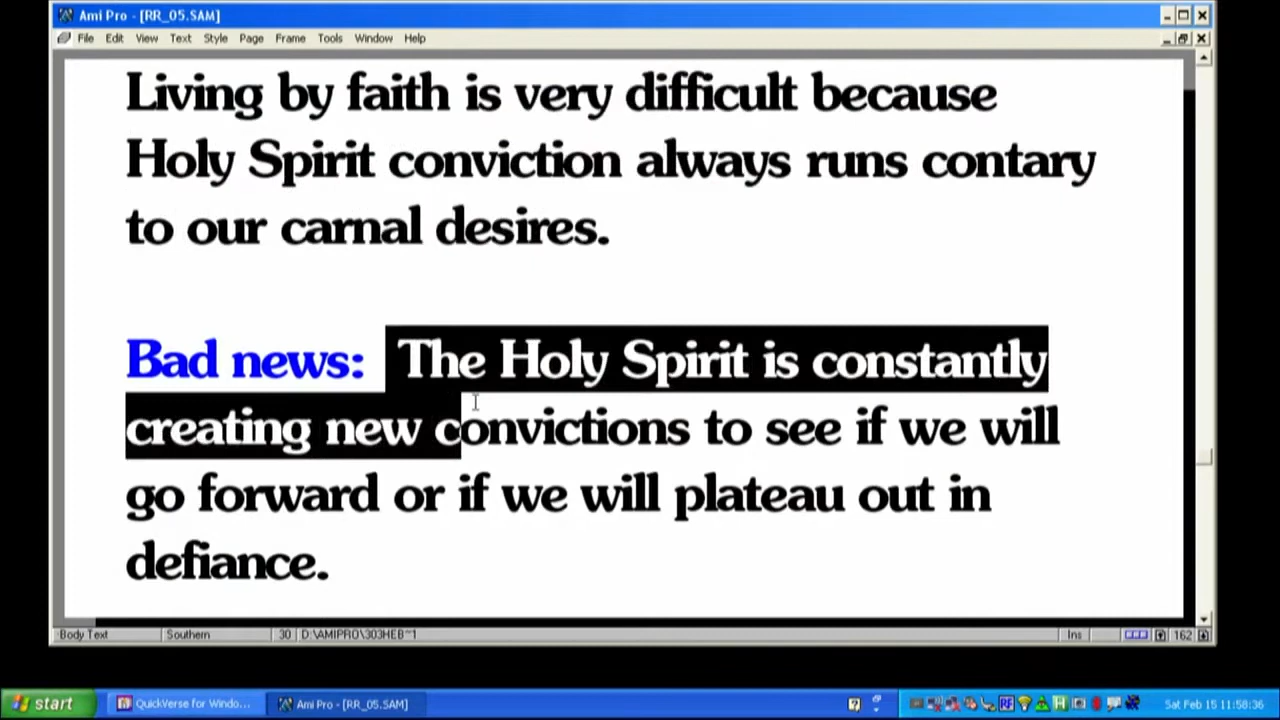 Ami Pro - [RR_05.SAM]
File Edit View Text Style Page Frame Tools Window Help
Living by faith is very difficult because
Holy Spirit conviction always runs contary
to our carnal desires.
Bad news: The Holy Spirit is constantly
creating new convictions to see if we will
go forward or if we will plateau out in
defiance.
Body Text Southern 30 D:\AMIPRO\303HEB~1 Ins 162
start QuickVerse for Windo... Ami Pro - [RR_05.SAM] RF H Sat Feb 15 11:58:36